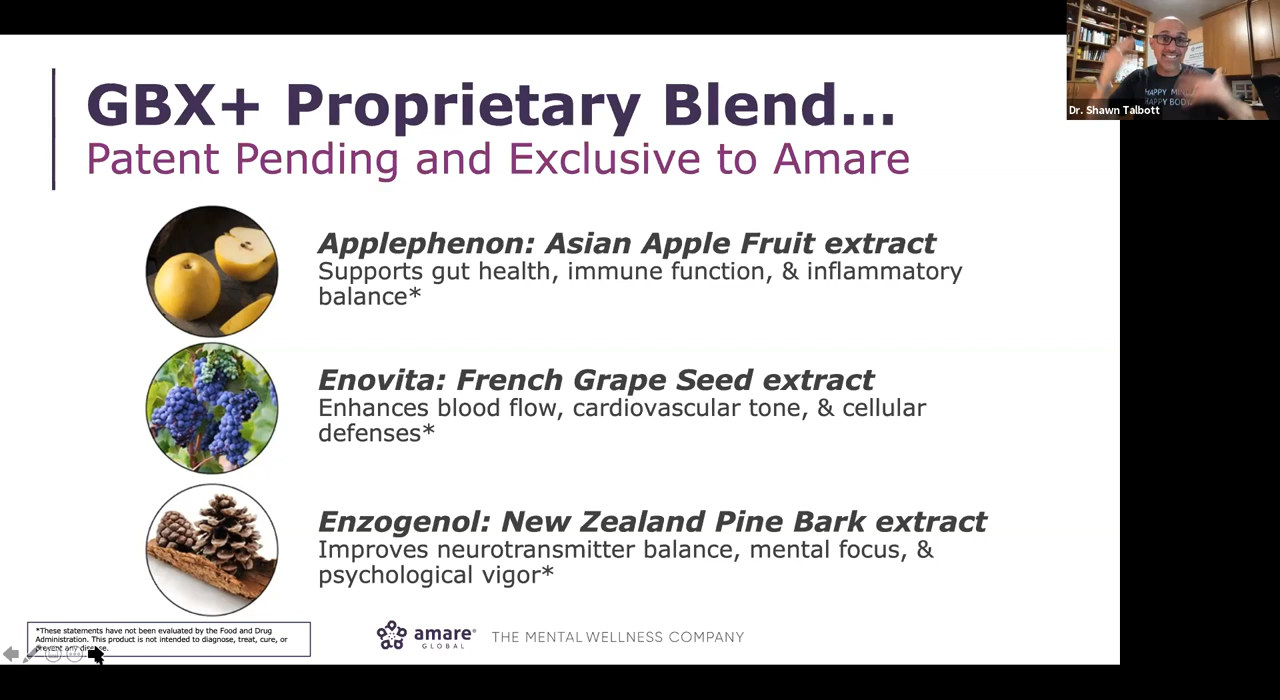 GBX+ Proprietary Blend...
Patent Pending and Exclusive to Amare
Dr. Shawn Talbott
HAPPY MIND
HAPPY BODY
Applephenon: Asian Apple Fruit extract
Supports gut health, immune function, & inflammatory
balance*
Enovita: French Grape Seed extract
Enhances blood flow, cardiovascular tone, & cellular
defenses*
Enzogenol: New Zealand Pine Bark extract
Improves neurotransmitter balance, mental focus, &
psychological vigor*
*These statements have not been evaluated by the Food and Drug
Administration. This product is not intended to diagnose, treat, cure, or
prevent any disease.
amare®
GLOBAL
THE MENTAL WELLNESS COMPANY